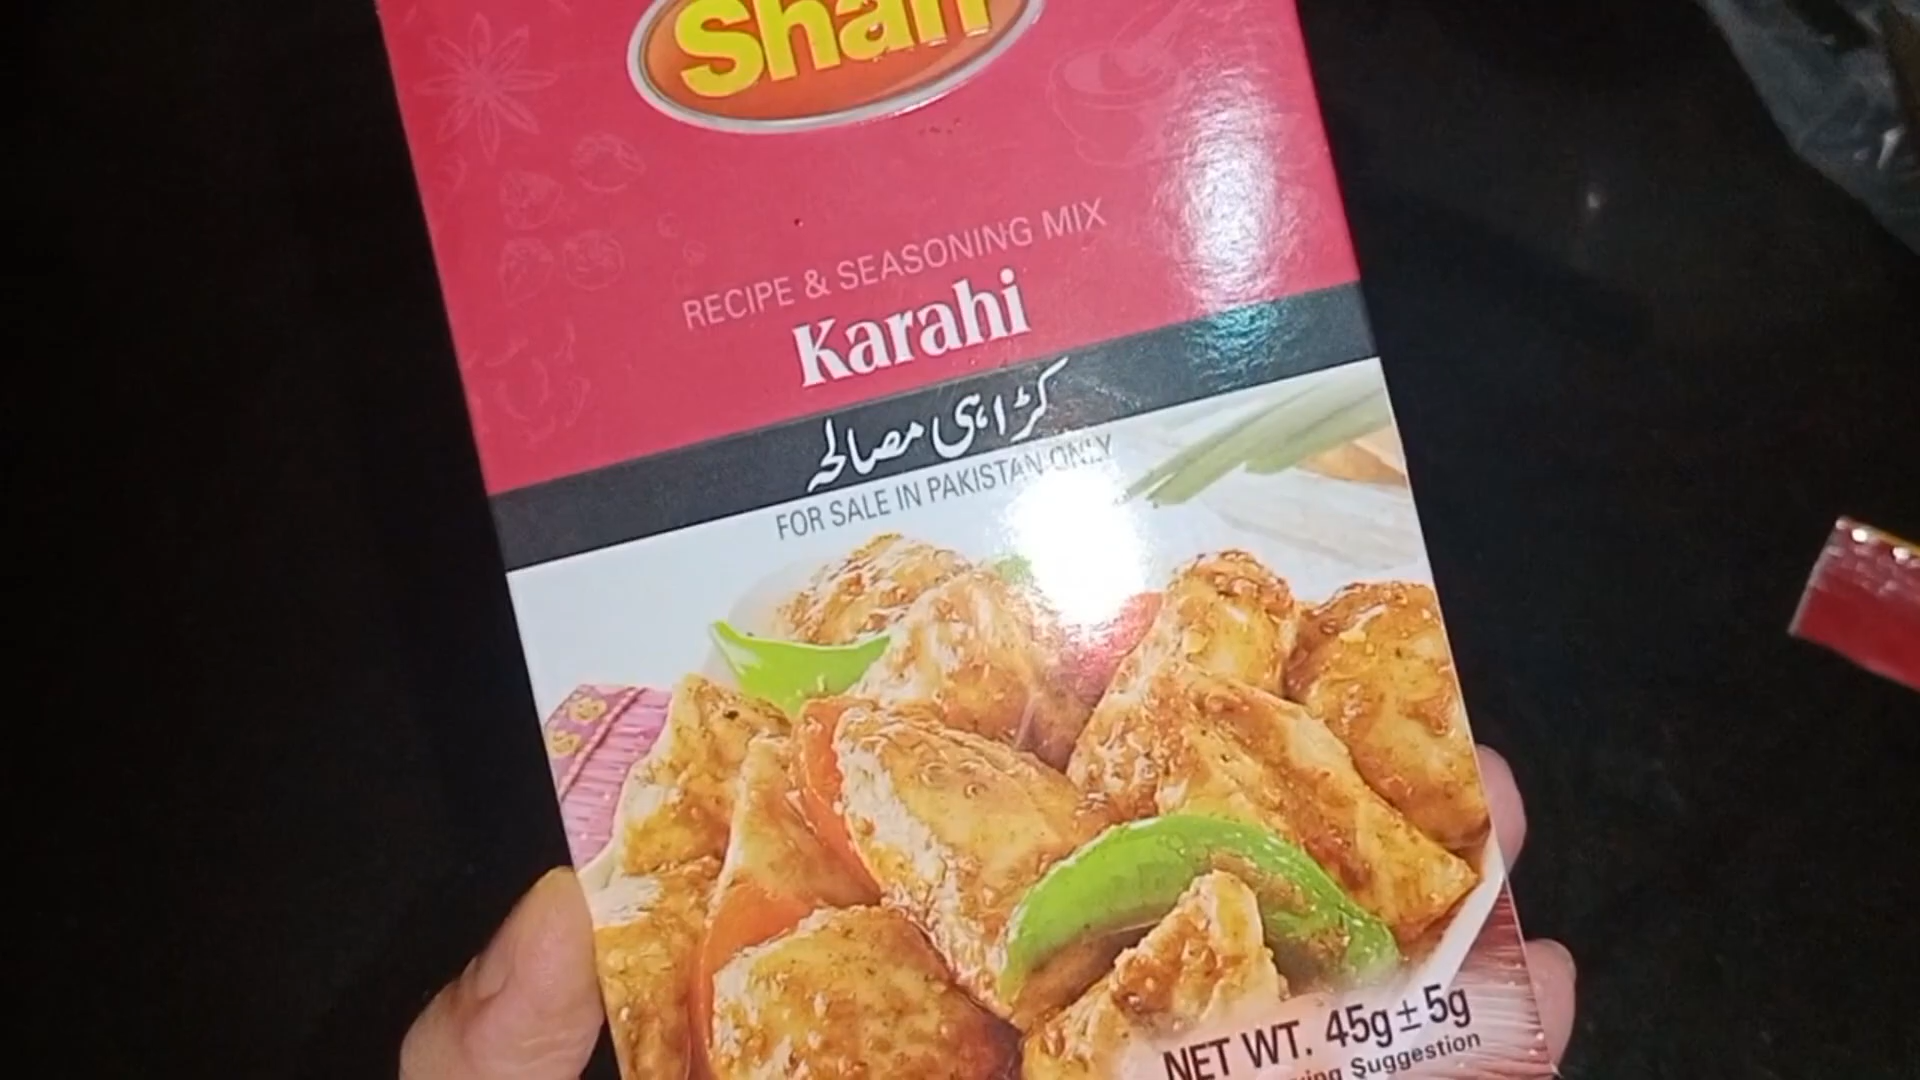 Shan
RECIPE & SEASONING MIX
Karahi
کڑاہی مصالحہ
FOR SALE IN PAKISTAN ONLY
NET WT. 45g±5g
Suggestion